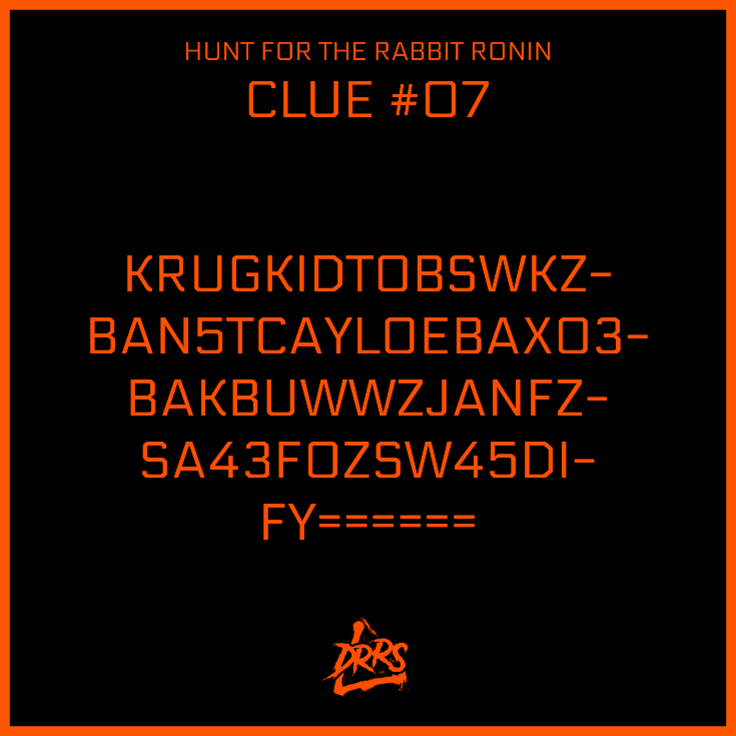 HUNT FOR THE RABBIT RONIN
CLUE #07
KRUGKIDTOBSWKZ-
BAN5TCAYLOEBAXO3-
BAKBUWWZJANFZ-
SA43FOZSW45DI-
FY======
DRRS